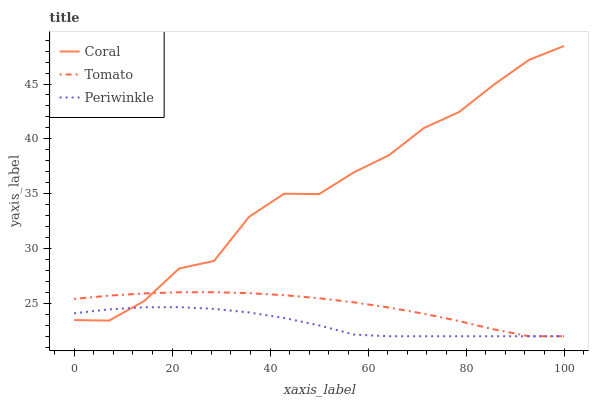 title
Coral
Tomato
Periwinkle
yaxis_label
45
40
35
30
25
0 20 40 60 80 100
xaxis_label